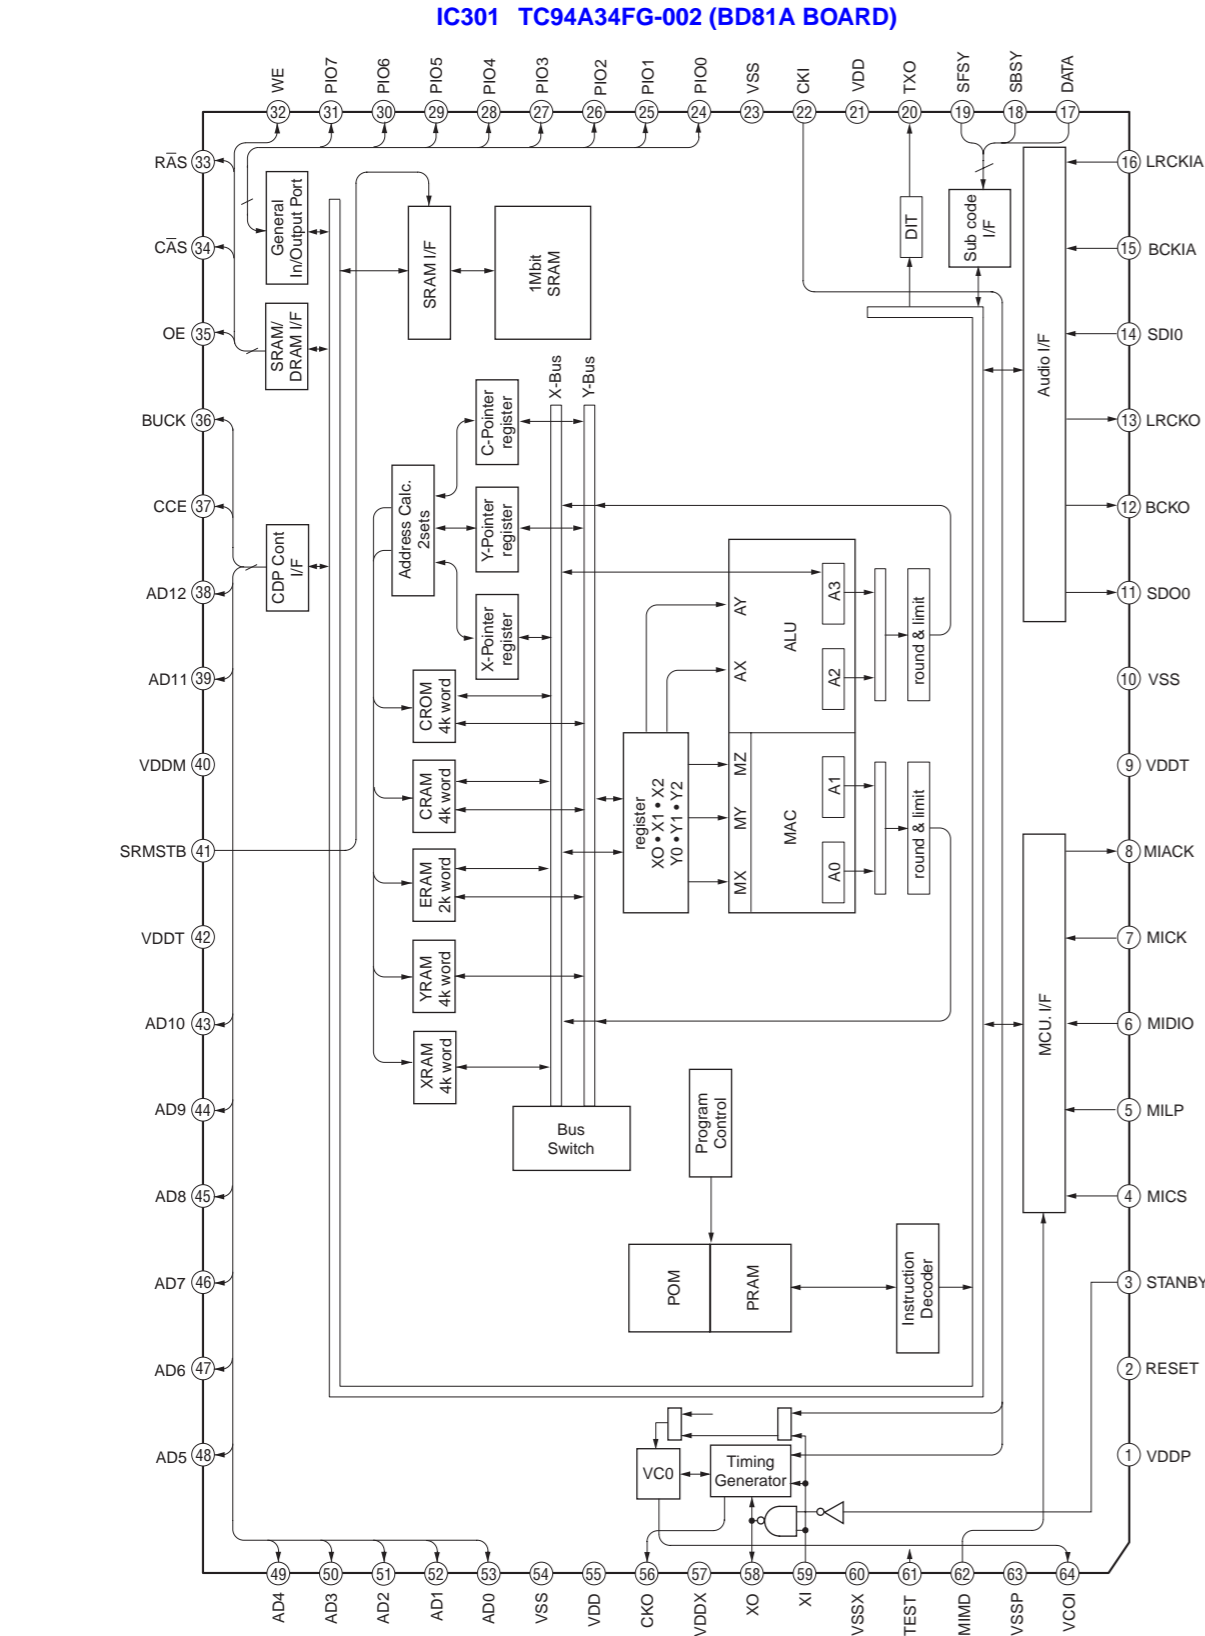 IC301 TC94A34FG-002 (BD81A BOARD)
WE
PIO7
PIO6
PIO5
PIO4
PIO3
PIO2
PIO1
PIO0
VSS
CKI
VDD
TXO
SFSY
SBSY
DATA
32
31
30
29
28
27
26
25
24
23
22
21
20
19
18
17
RAS 33
CAS 34
OE 35
BUCK 36
CCE 37
AD12 38
AD11 39
VDDM 40
SRMSTB 41
VDDT 42
AD10 43
AD9 44
AD8 45
AD7 46
AD6 47
AD5 48
General
In/Output Port
SRAM/
DRAM I/F
CDP Cont
I/F
SRAM I/F
1Mbit
SRAM
DIT
Sub code
I/F
Audio I/F
16 LRCKIA
15 BCKIA
14 SDI0
13 LRCKO
12 BCKO
11 SDO0
10 VSS
9 VDDT
8 MIACK
7 MICK
6 MIDIO
5 MILP
4 MICS
3 STANBY
2 RESET
1 VDDP
X-Bus
Y-Bus
C-Pointer
register
Address Calc.
2sets
Y-Pointer
register
X-Pointer
register
CROM
4k word
CRAM
4k word
ERAM
2k word
YRAM
4k word
XRAM
4k word
Bus
Switch
register
XO • X1 • X2
Y0 • Y1 • Y2
AY
AX
ALU
A3
A2
round & limit
MZ
MY
MX
MAC
A1
A0
round & limit
MCU. I/F
Program
Control
POM
PRAM
Instruction
Decoder
VC0
Timing
Generator
49
50
51
52
53
54
55
56
57
58
59
60
61
62
63
64
AD4
AD3
AD2
AD1
AD0
VSS
VDD
CKO
VDDX
XO
XI
VSSX
TEST
MIMD
VSSP
VCOI